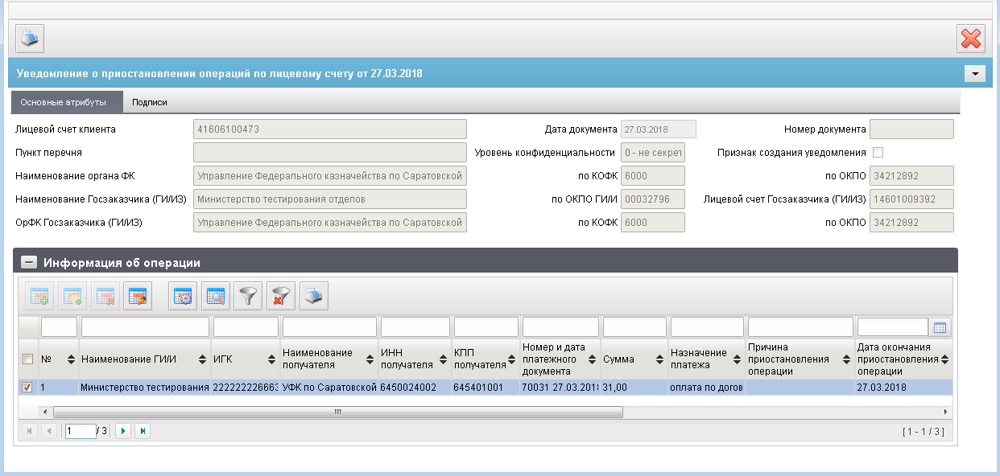 Уведомление о приостановлении операций по лицевому счету от 27.03.2018
Основные атрибуты Подписи
Лицевой счет клиента 41606100473 Дата документа 27.03.2018 Номер документа
Пункт перечня Уровень конфиденциальности 0 - не секрет Признак создания уведомления
Наименование органа ФК Управление Федерального казначейства по Саратовской по КОФК 6000 по ОКПО 34212892
Наименование Госзаказчика (ГИ/ИЗ) Министерство тестирования отделов по ОКПО ГИ/И 00032796 Лицевой счет Госзаказчика (ГИ/ИЗ) 14601009392
ОрФК Госзаказчика (ГИ/ИЗ) Управление Федерального казначейства по Саратовской по КОФК 6000 по ОКПО 34212892
Информация об операции
№ Наименование ГИ/И ИГК Наименование получателя ИНН получателя КПП получателя Номер и дата платежного документа Сумма Назначение платежа Причина приостановления операции Дата окончания приостановления операции
1 Министерство тестирования 22222222666 УФК по Саратовской 6450024002 645401001 70031 27.03.201 31,00 оплата по догов 27.03.2018
1 / 3 [ 1 - 1 / 3 ]